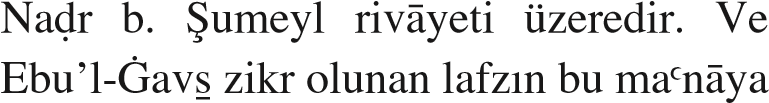 Naḍr b. Şumeyl rivāyeti üzeredir. Ve
Ebu’l-Ġavs̱ zikr olunan lafzın bu maʿnāya